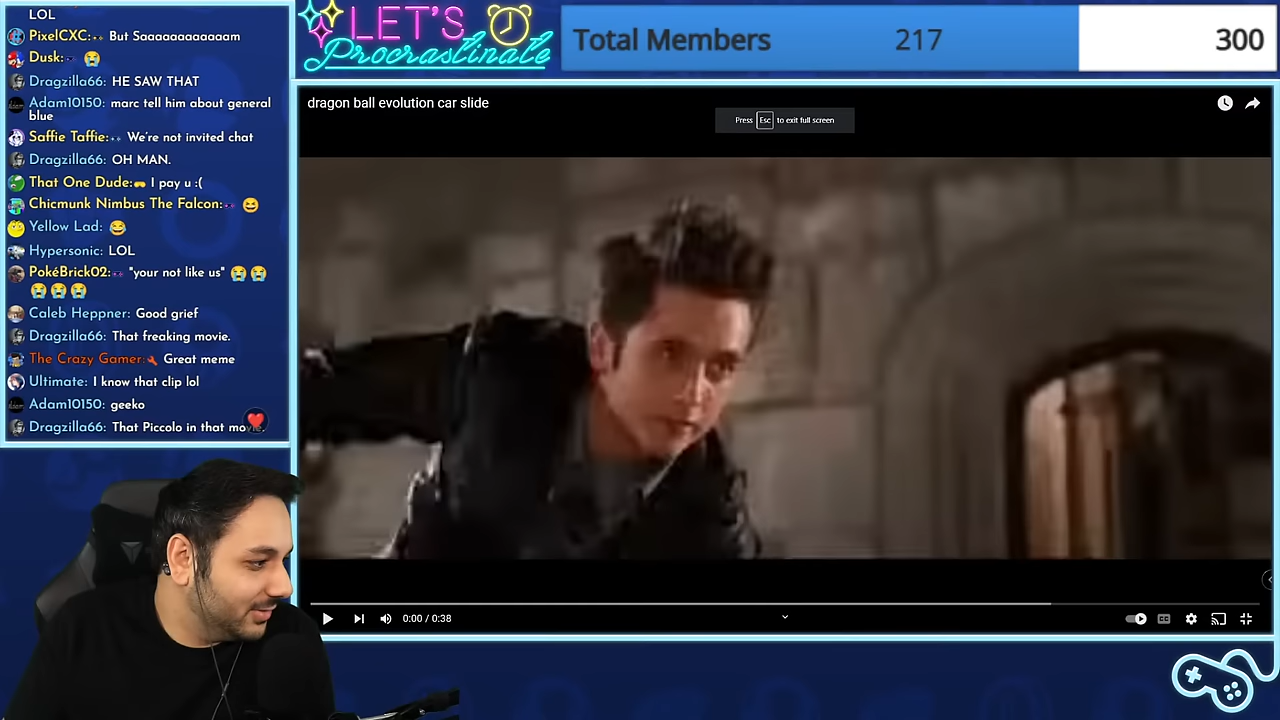 LOL
PixelCXC: But Saaaaaaaaaaam
Dusk: 😭
Dragzilla66: HE SAW THAT
Adam10150: marc tell him about general
blue
Saffie Taffie: We're not invited chat
Dragzilla66: OH MAN.
That One Dude: I pay u :(
Chicmunk Nimbus The Falcon: 😆
Yellow Lad: 😂
Hypersonic: LOL
PokéBrick02: "your not like us" 😭😭
😭😭😭
Caleb Heppner: Good grief
Dragzilla66: That freaking movie.
The Crazy Gamer: Great meme
Ultimate: I know that clip lol
Adam10150: geeko
Dragzilla66: That Piccolo in that mo
LET'S
Procrastinate
Total Members 217 300
dragon ball evolution car slide
Press Esc to exit full screen
0:00 / 0:38
CC